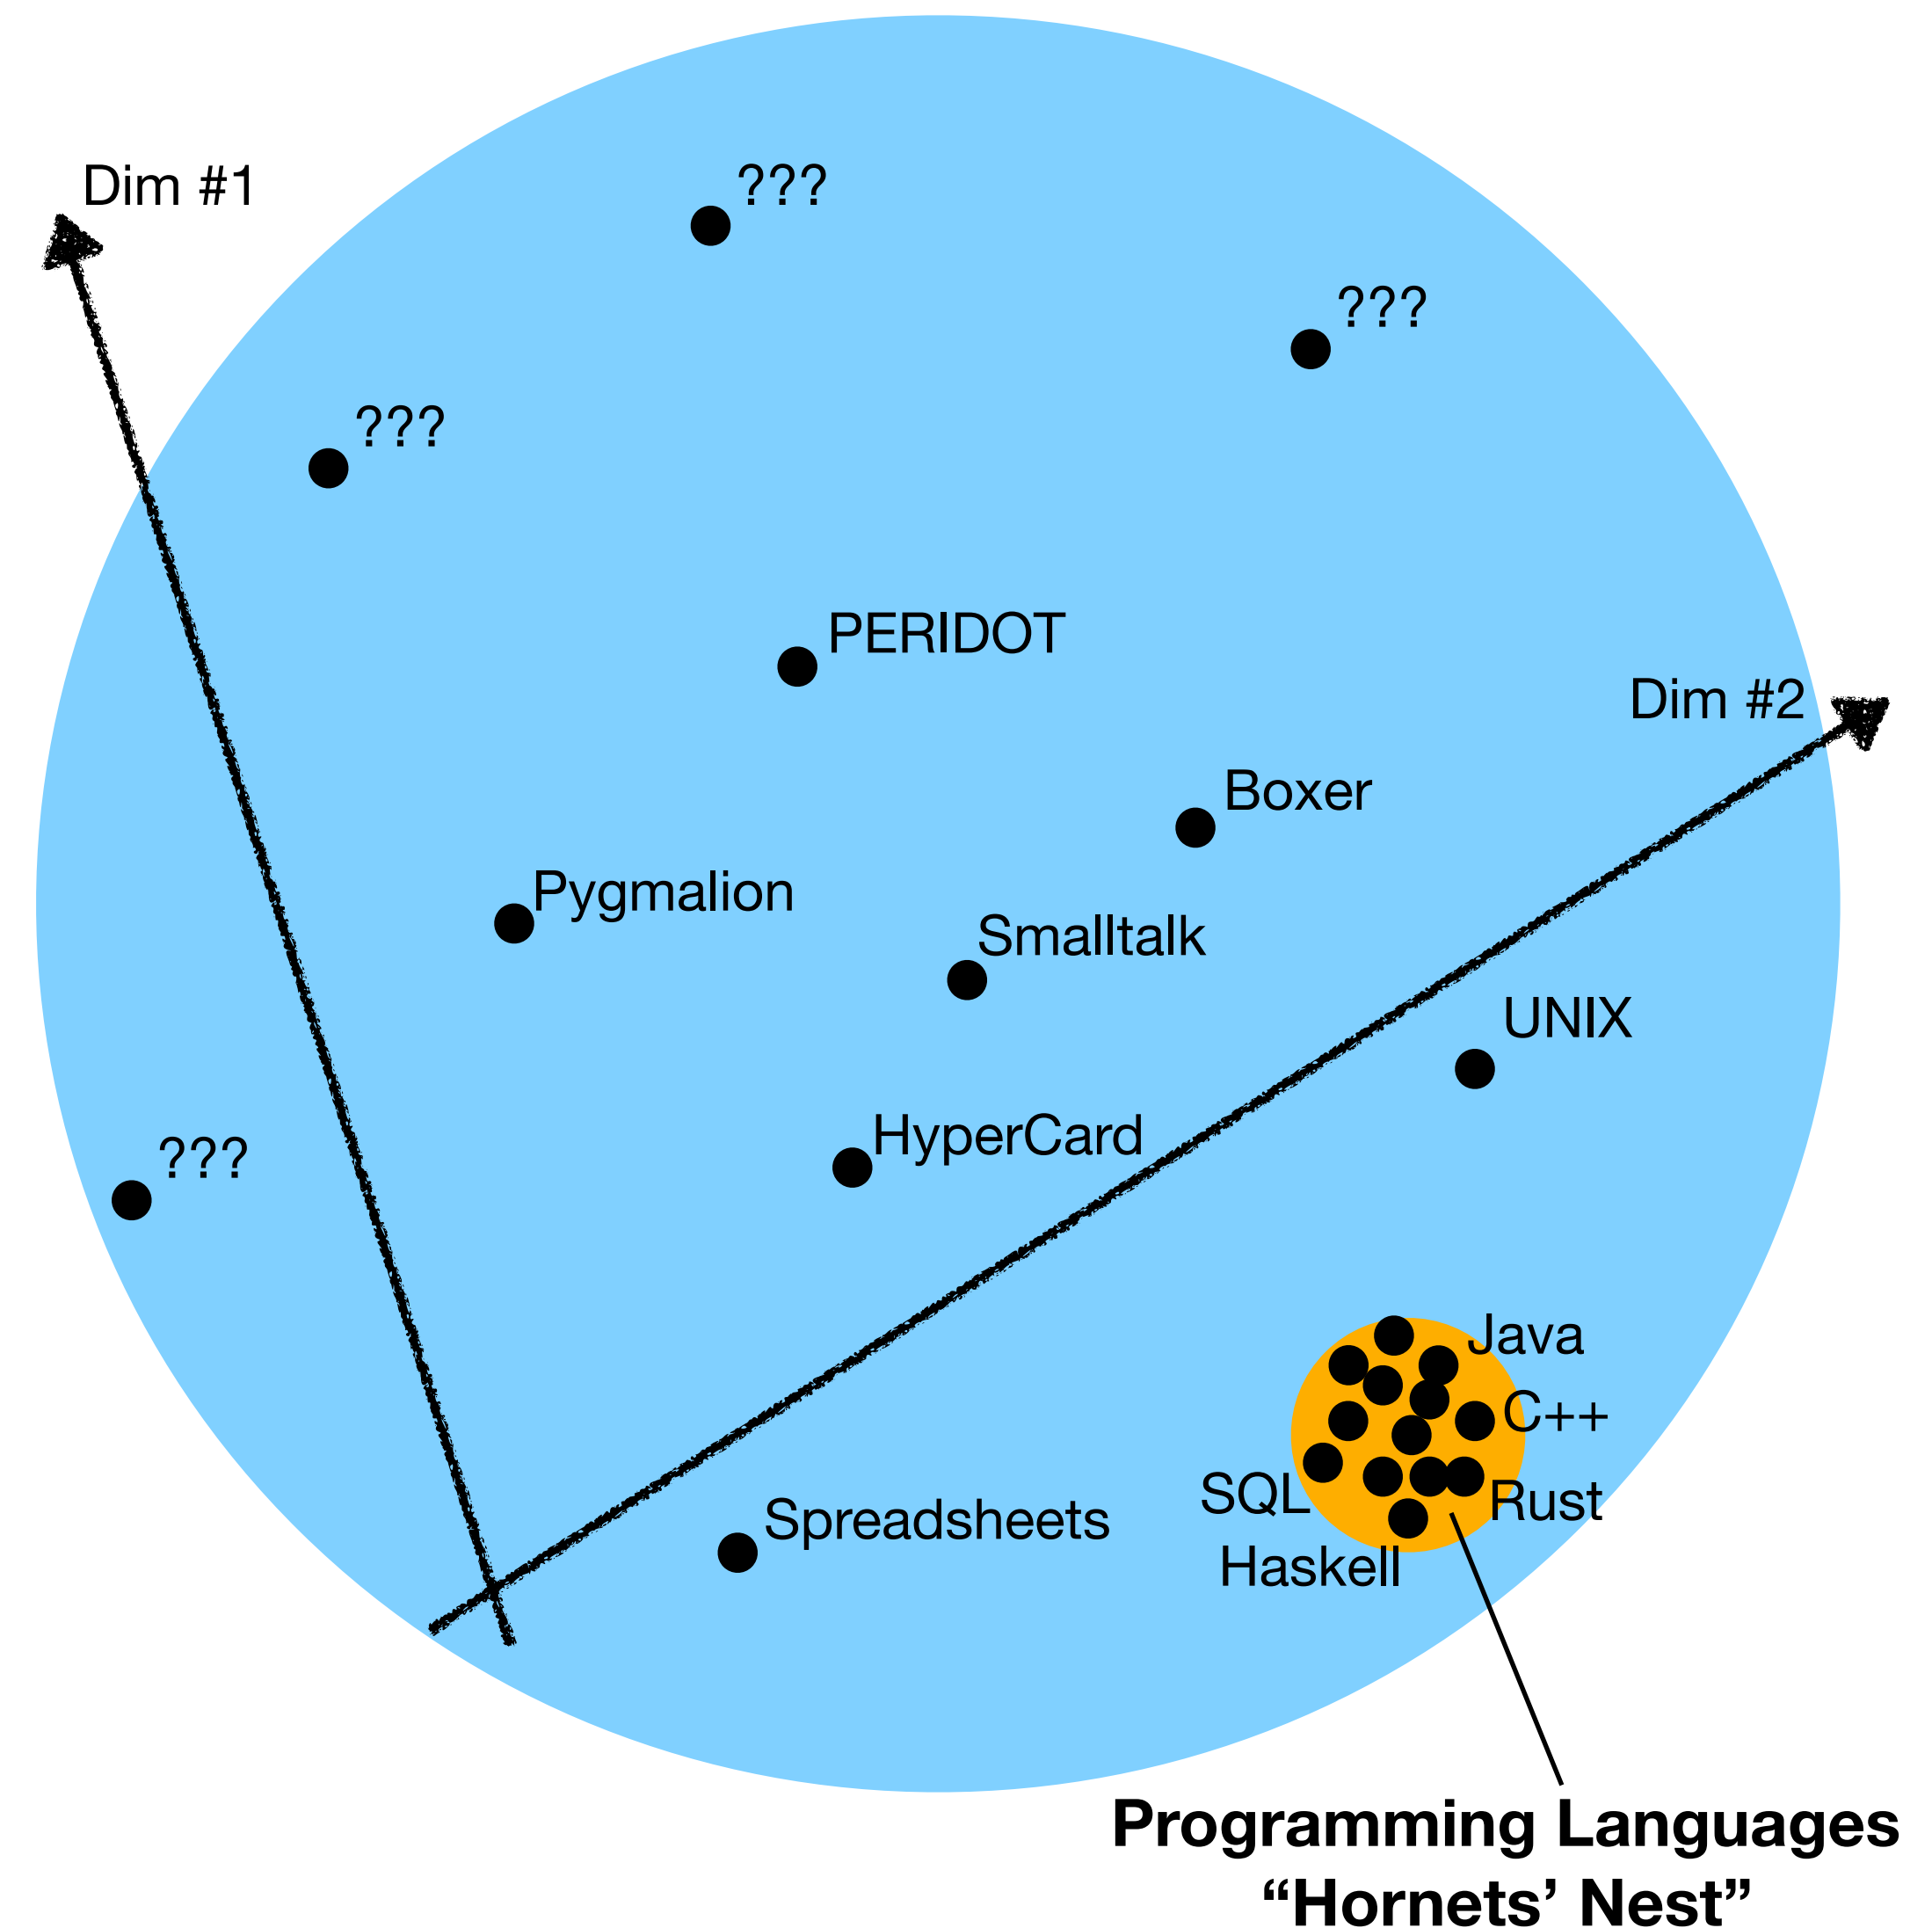 Dim #1
???
???
???
PERIDOT
Dim #2
Boxer
Pygmalion
Smalltalk
UNIX
HyperCard
???
Java
C++
SQL
Rust
Spreadsheets
Haskell
Programming Languages
“Hornets’ Nest”